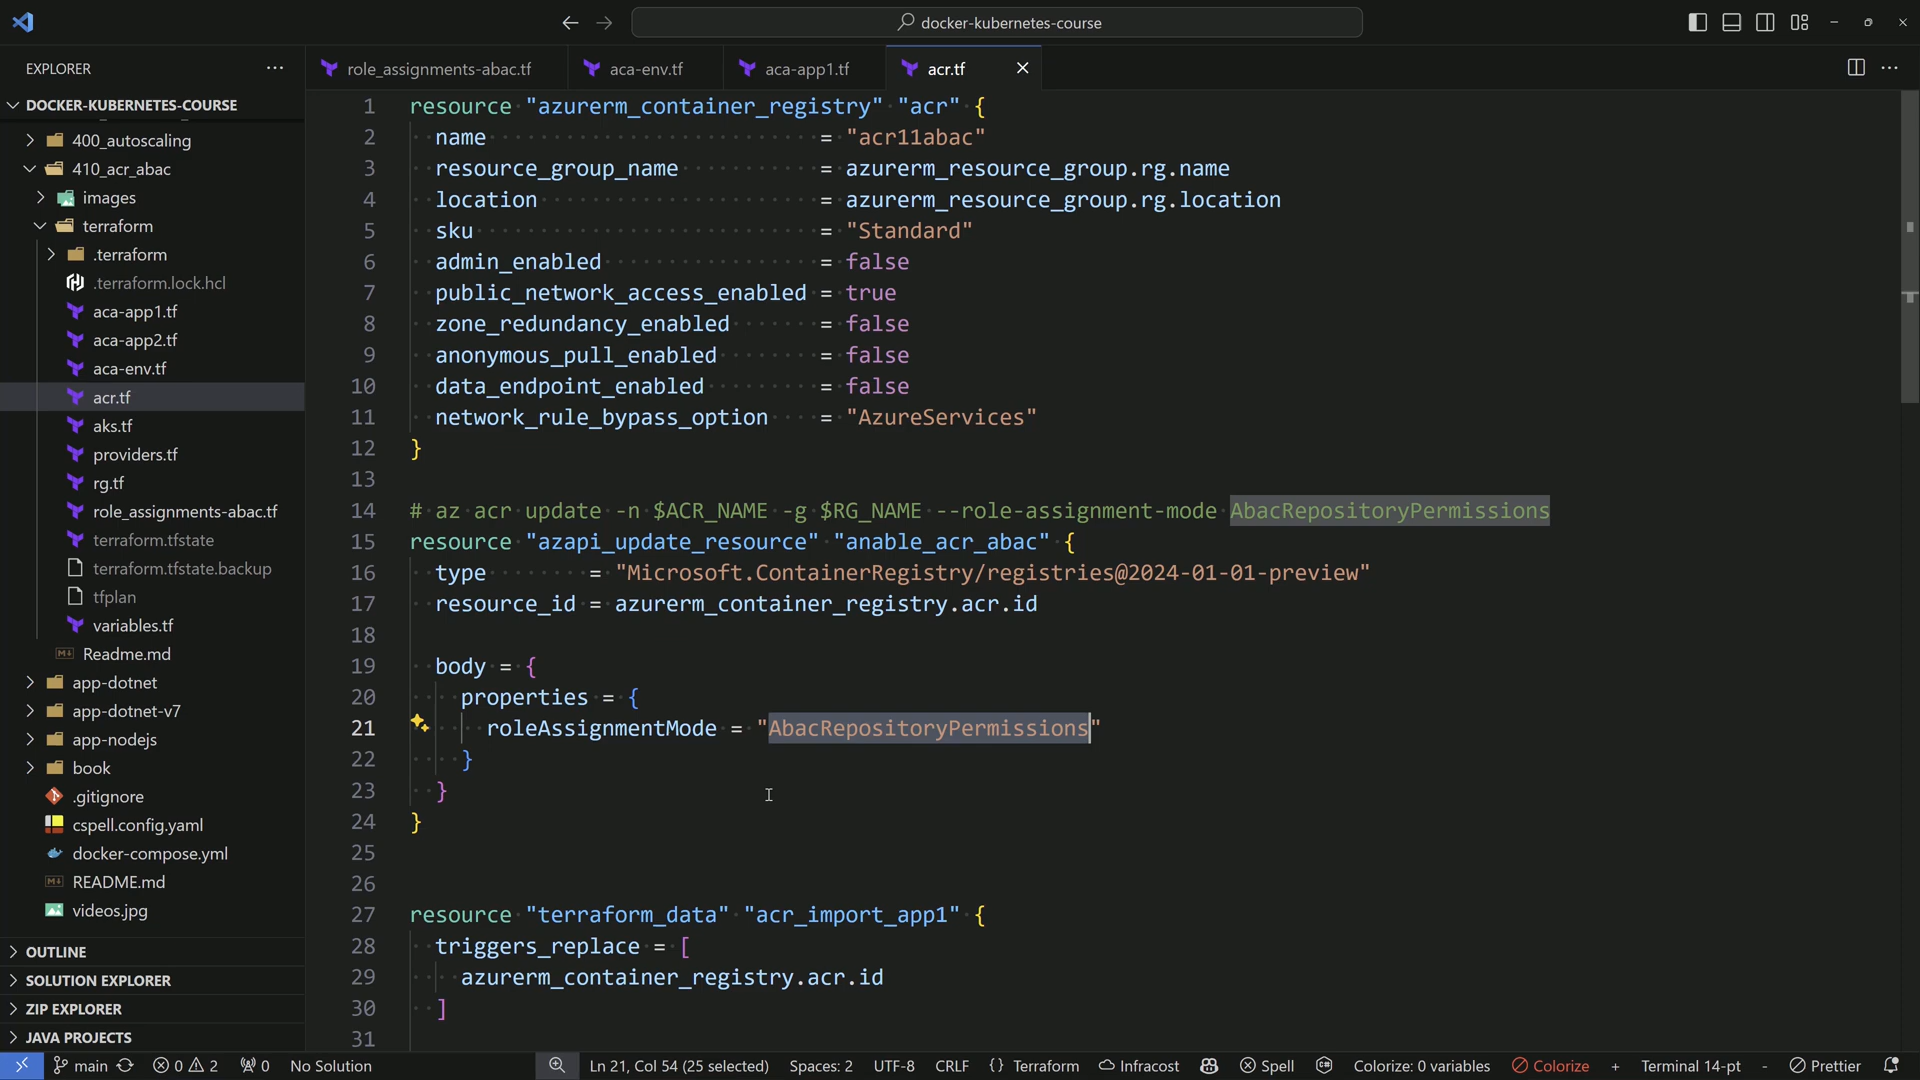 docker-kubernetes-course
EXPLORER
DOCKER-KUBERNETES-COURSE
400_autoscaling
410_acr_abac
images
terraform
.terraform
.terraform.lock.hcl
aca-app1.tf
aca-app2.tf
aca-env.tf
acr.tf
aks.tf
providers.tf
rg.tf
role_assignments-abac.tf
terraform.tfstate
terraform.tfstate.backup
tfplan
variables.tf
Readme.md
app-dotnet
app-dotnet-v7
app-nodejs
book
.gitignore
cspell.config.yaml
docker-compose.yml
README.md
videos.jpg
OUTLINE
SOLUTION EXPLORER
ZIP EXPLORER
JAVA PROJECTS
role_assignments-abac.tf aca-env.tf aca-app1.tf acr.tf
1 resource "azurerm_container_registry" "acr" {
2 name = "acr11abac"
3 resource_group_name = azurerm_resource_group.rg.name
4 location = azurerm_resource_group.rg.location
5 sku = "Standard"
6 admin_enabled = false
7 public_network_access_enabled = true
8 zone_redundancy_enabled = false
9 anonymous_pull_enabled = false
10 data_endpoint_enabled = false
11 network_rule_bypass_option = "AzureServices"
12 }
13
14 # az acr update -n $ACR_NAME -g $RG_NAME --role-assignment-mode AbacRepositoryPermissions
15 resource "azapi_update_resource" "anable_acr_abac" {
16 type = "Microsoft.ContainerRegistry/registries@2024-01-01-preview"
17 resource_id = azurerm_container_registry.acr.id
18
19 body = {
20 properties = {
21 roleAssignmentMode = "AbacRepositoryPermissions"
22 }
23 }
24 }
25
26
27 resource "terraform_data" "acr_import_app1" {
28 triggers_replace = [
29 azurerm_container_registry.acr.id
30 ]
31
main 0 2 0 No Solution Ln 21, Col 54 (25 selected) Spaces: 2 UTF-8 CRLF {} Terraform Infracost Spell Colorize: 0 variables Colorize + Terminal 14-pt - Prettier